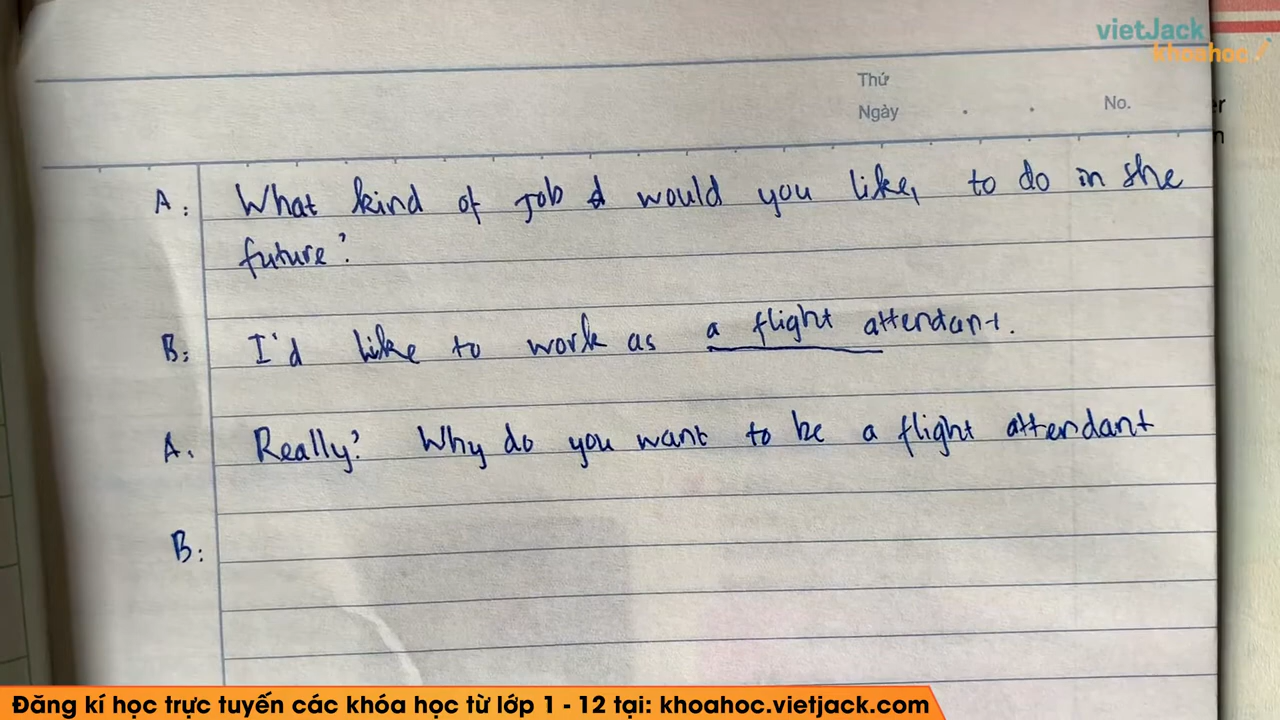 vietJack
khoahoc!
Thứ
Ngày . . No.
A: What kind of Job would you like, to do in she
future?
B: I'd like to work as a flight attendant.
A. Really? Why do you want to be a flight attendant
B:
Đăng kí học trực tuyến các khóa học từ lớp 1 - 12 tại: khoahoc.vietjack.com